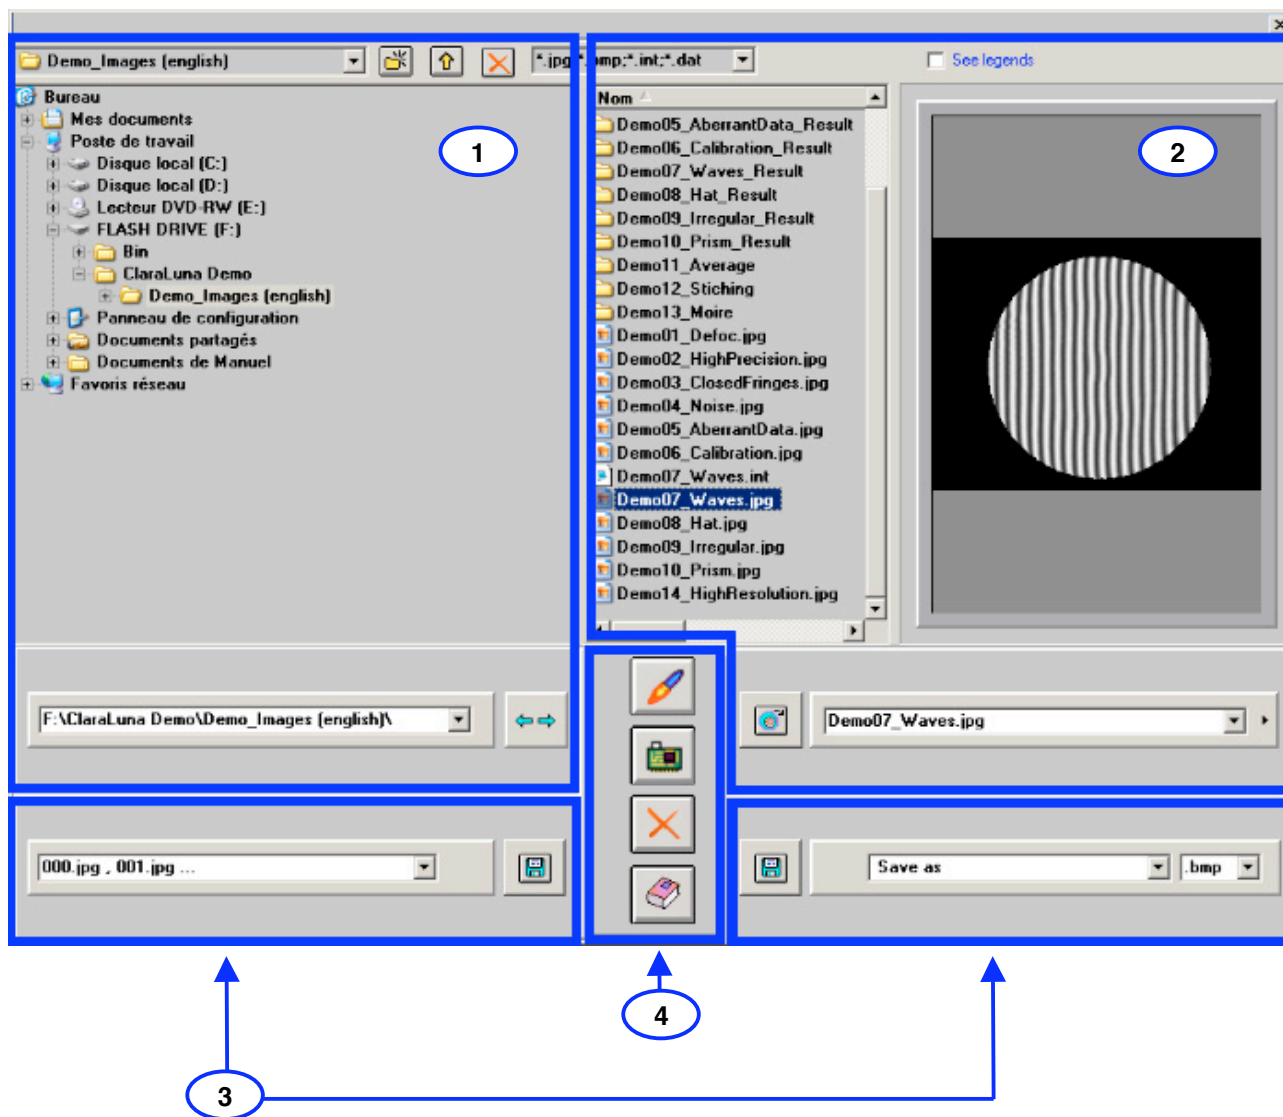 Demo_Images (english)
*.jpg;*.bmp;*.int;*.dat
See legends
Bureau
Mes documents
Poste de travail
Disque local (C:)
Disque local (D:)
Lecteur DVD-RW (E:)
FLASH DRIVE (F:)
Bin
ClaraLuna Demo
Demo_Images (english)
Panneau de configuration
Documents partagés
Documents de Manuel
Favoris réseau
1
Nom
Demo05_AberrantData_Result
Demo06_Calibration_Result
Demo07_Waves_Result
Demo08_Hat_Result
Demo09_Irregular_Result
Demo10_Prism_Result
Demo11_Average
Demo12_Stiching
Demo13_Moire
Demo01_Defoc.jpg
Demo02_HighPrecision.jpg
Demo03_ClosedFringes.jpg
Demo04_Noise.jpg
Demo05_AberrantData.jpg
Demo06_Calibration.jpg
Demo07_Waves.int
Demo07_Waves.jpg
Demo08_Hat.jpg
Demo09_Irregular.jpg
Demo10_Prism.jpg
Demo14_HighResolution.jpg
2
F:\ClaraLuna Demo\Demo_Images (english)\
Demo07_Waves.jpg
000.jpg , 001.jpg ...
Save as
.bmp
4
3